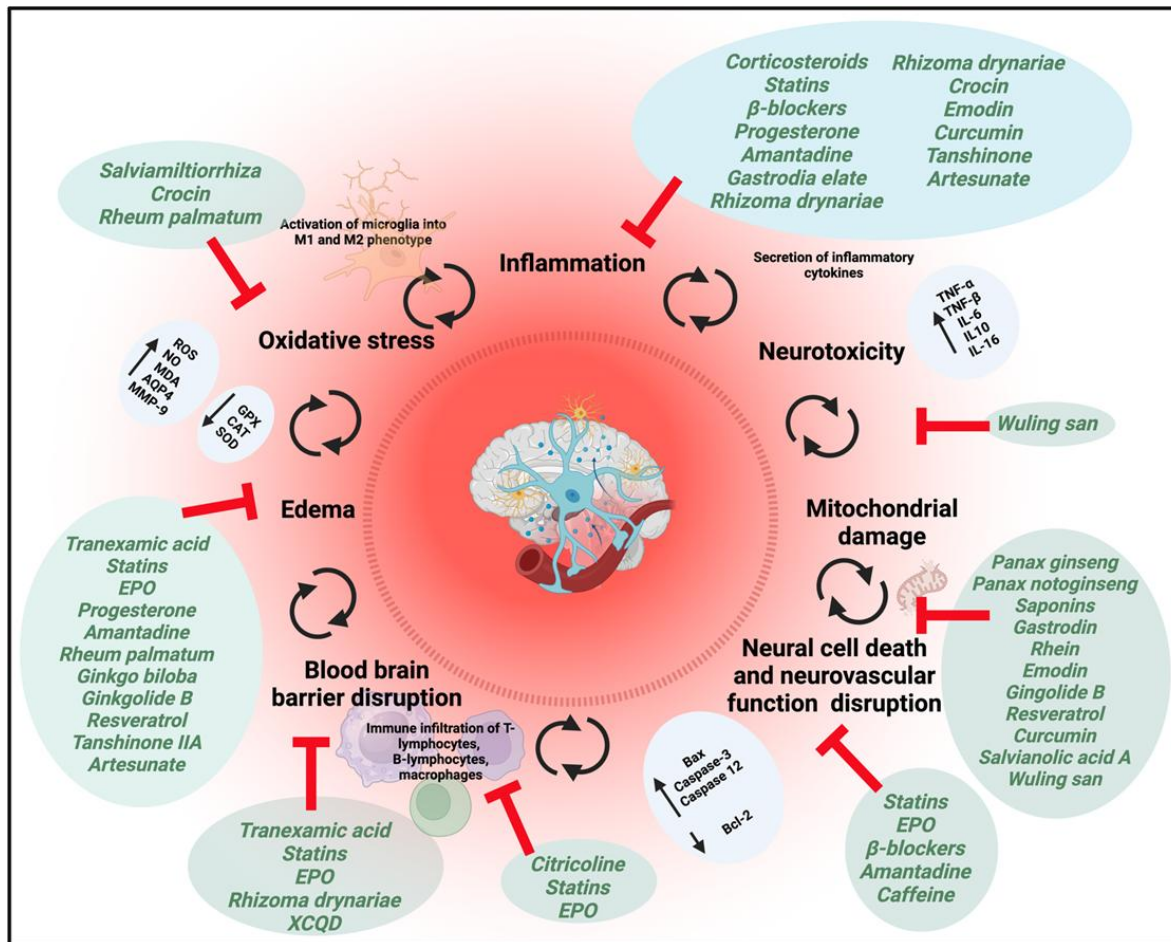 Corticosteroids
Statins
β-blockers
Progesterone
Amantadine
Gastrodia elate
Rhizoma drynariae
Rhizoma drynariae
Crocin
Emodin
Curcumin
Tanshinone
Artesunate
Salviamiltiorrhiza
Crocin
Rheum palmatum
Activation of microglia into
M1 and M2 phenotype
Inflammation
Secretion of inflammatory
cytokines
TNF-α
TNF-β
IL-6
IL10
IL-16
Oxidative stress
Neurotoxicity
ROS
NO
MDA
AQP4
MMP-9
GPX
CAT
SOD
Wuling san
Edema
Mitochondrial
damage
Tranexamic acid
Statins
EPO
Progesterone
Amantadine
Rheum palmatum
Ginkgo biloba
Ginkgolide B
Resveratrol
Tanshinone IIA
Artesunate
Panax ginseng
Panax notoginseng
Saponins
Gastrodin
Rhein
Emodin
Gingolide B
Resveratrol
Curcumin
Salvianolic acid A
Wuling san
Blood brain
barrier disruption
Neural cell death
and neurovascular
function disruption
Immune infiltration of T-
lymphocytes,
B-lymphocytes,
macrophages
Bax
Caspase-3
Caspase 12
Bcl-2
Tranexamic acid
Statins
EPO
Rhizoma drynariae
XCQD
Citricoline
Statins
EPO
Statins
EPO
β-blockers
Amantadine
Caffeine